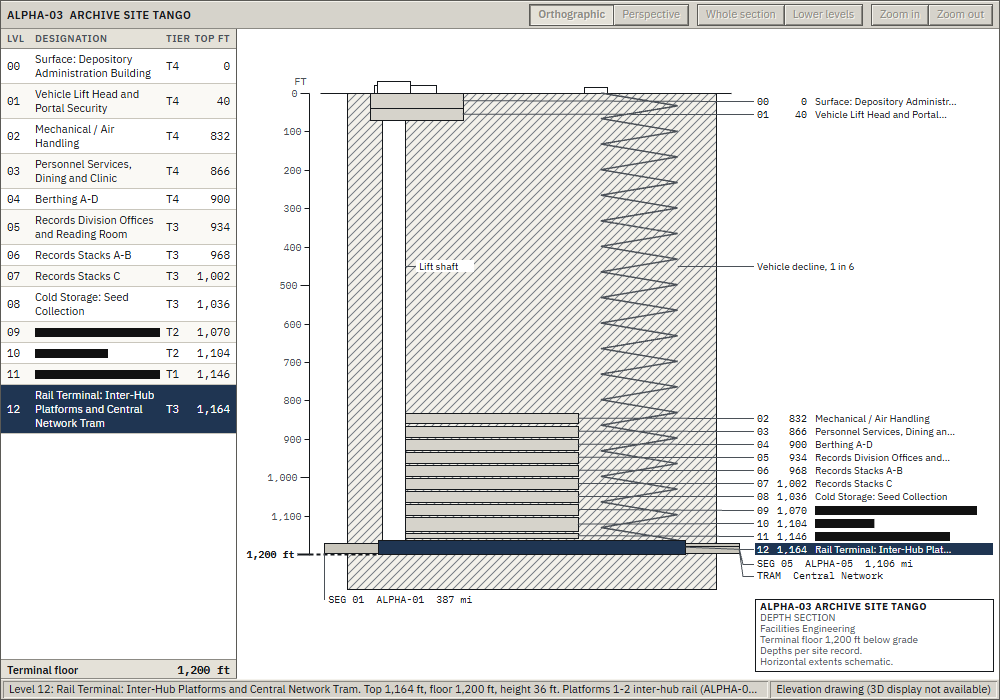 ALPHA-03 ARCHIVE SITE TANGO
Orthographic Perspective Whole section Lower levels Zoom in Zoom out
LVL DESIGNATION TIER TOP FT
00 Surface: Depository Administration Building T4 0
01 Vehicle Lift Head and Portal Security T4 40
02 Mechanical / Air Handling T4 832
03 Personnel Services, Dining and Clinic T4 866
04 Berthing A-D T4 900
05 Records Division Offices and Reading Room T3 934
06 Records Stacks A-B T3 968
07 Records Stacks C T3 1,002
08 Cold Storage: Seed Collection T3 1,036
09 T2 1,070
10 T2 1,104
11 T1 1,146
12 Rail Terminal: Inter-Hub Platforms and Central Network Tram T3 1,164
Terminal floor 1,200 ft
FT
0
100
200
300
400
500
600
700
800
900
1,000
1,100
1,200 ft
Lift shaft
Vehicle decline, 1 in 6
00 0 Surface: Depository Administr...
01 40 Vehicle Lift Head and Portal...
02 832 Mechanical / Air Handling
03 866 Personnel Services, Dining an...
04 900 Berthing A-D
05 934 Records Division Offices and...
06 968 Records Stacks A-B
07 1,002 Records Stacks C
08 1,036 Cold Storage: Seed Collection
09 1,070
10 1,104
11 1,146
12 1,164 Rail Terminal: Inter-Hub Plat...
SEG 05 ALPHA-05 1,106 mi
TRAM Central Network
SEG 01 ALPHA-01 387 mi
ALPHA-03 ARCHIVE SITE TANGO
DEPTH SECTION
Facilities Engineering
Terminal floor 1,200 ft below grade
Depths per site record.
Horizontal extents schematic.
Level 12: Rail Terminal: Inter-Hub Platforms and Central Network Tram. Top 1,164 ft, floor 1,200 ft, height 36 ft. Platforms 1-2 inter-hub rail (ALPHA-0...
Elevation drawing (3D display not available)